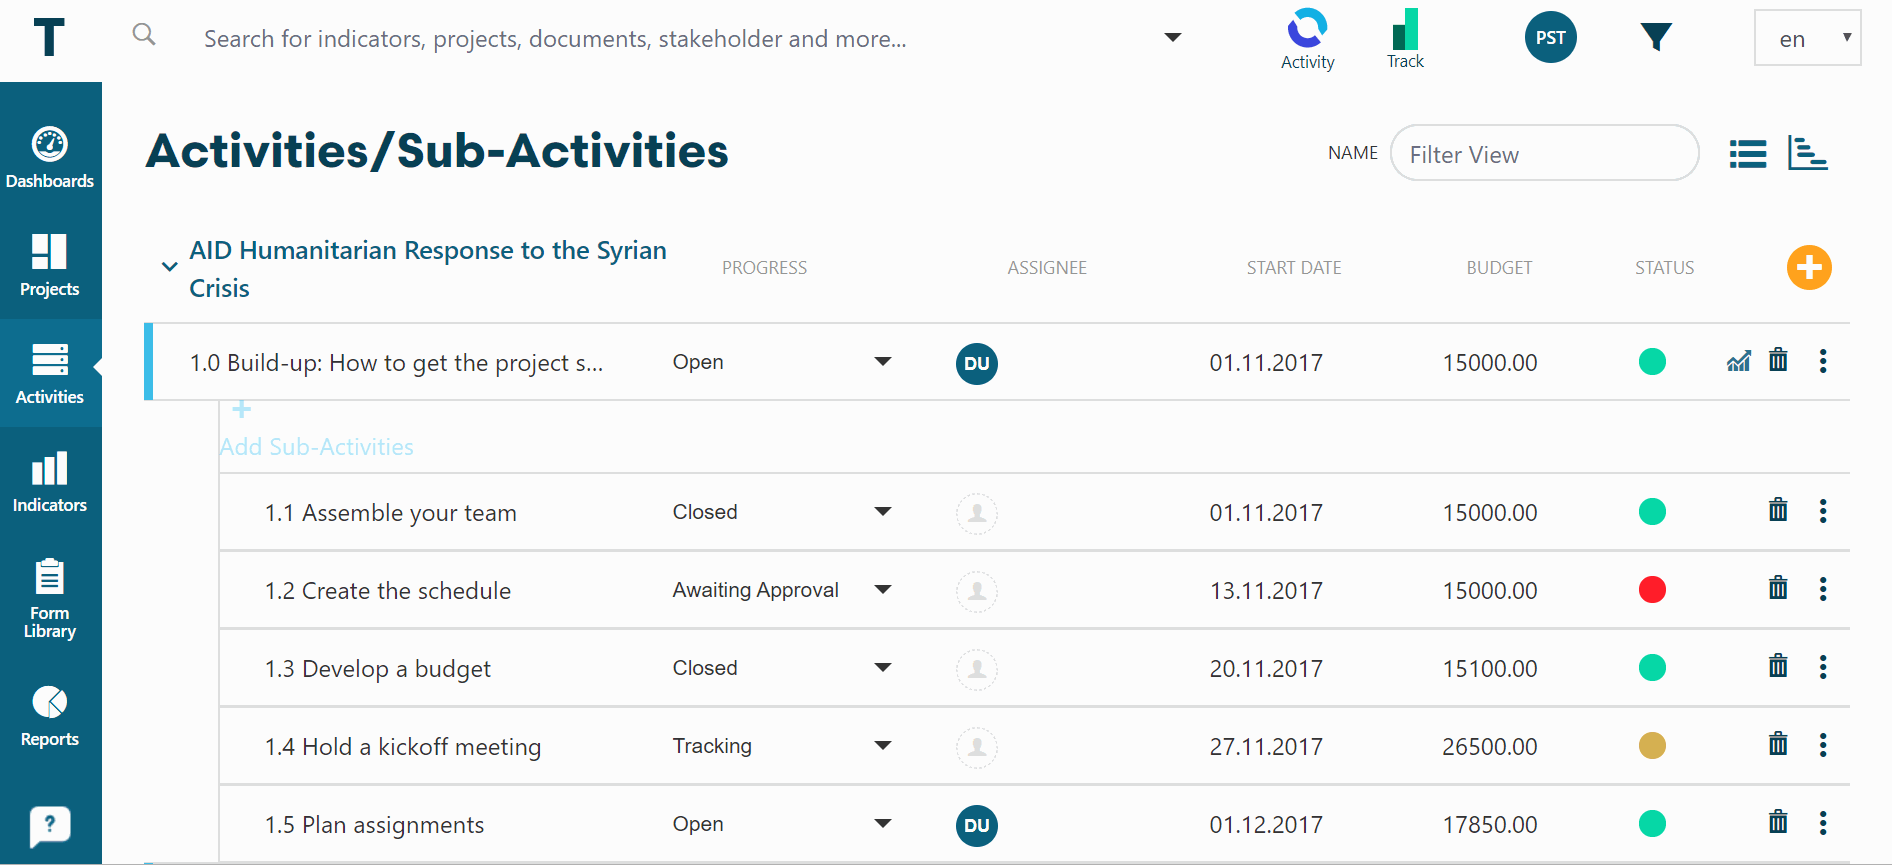 T
Search for indicators, projects, documents, stakeholder and more...
Activity
Track
PST
en
Dashboards
Projects
Activities
Indicators
Form
Library
Reports
?
Activities/Sub-Activities
NAME
Filter View
AID Humanitarian Response to the Syrian
Crisis
PROGRESS
ASSIGNEE
START DATE
BUDGET
STATUS
1.0 Build-up: How to get the project s... Open DU 01.11.2017 15000.00
Add Sub-Activities
1.1 Assemble your team Closed 01.11.2017 15000.00
1.2 Create the schedule Awaiting Approval 13.11.2017 15000.00
1.3 Develop a budget Closed 20.11.2017 15100.00
1.4 Hold a kickoff meeting Tracking 27.11.2017 26500.00
1.5 Plan assignments Open DU 01.12.2017 17850.00